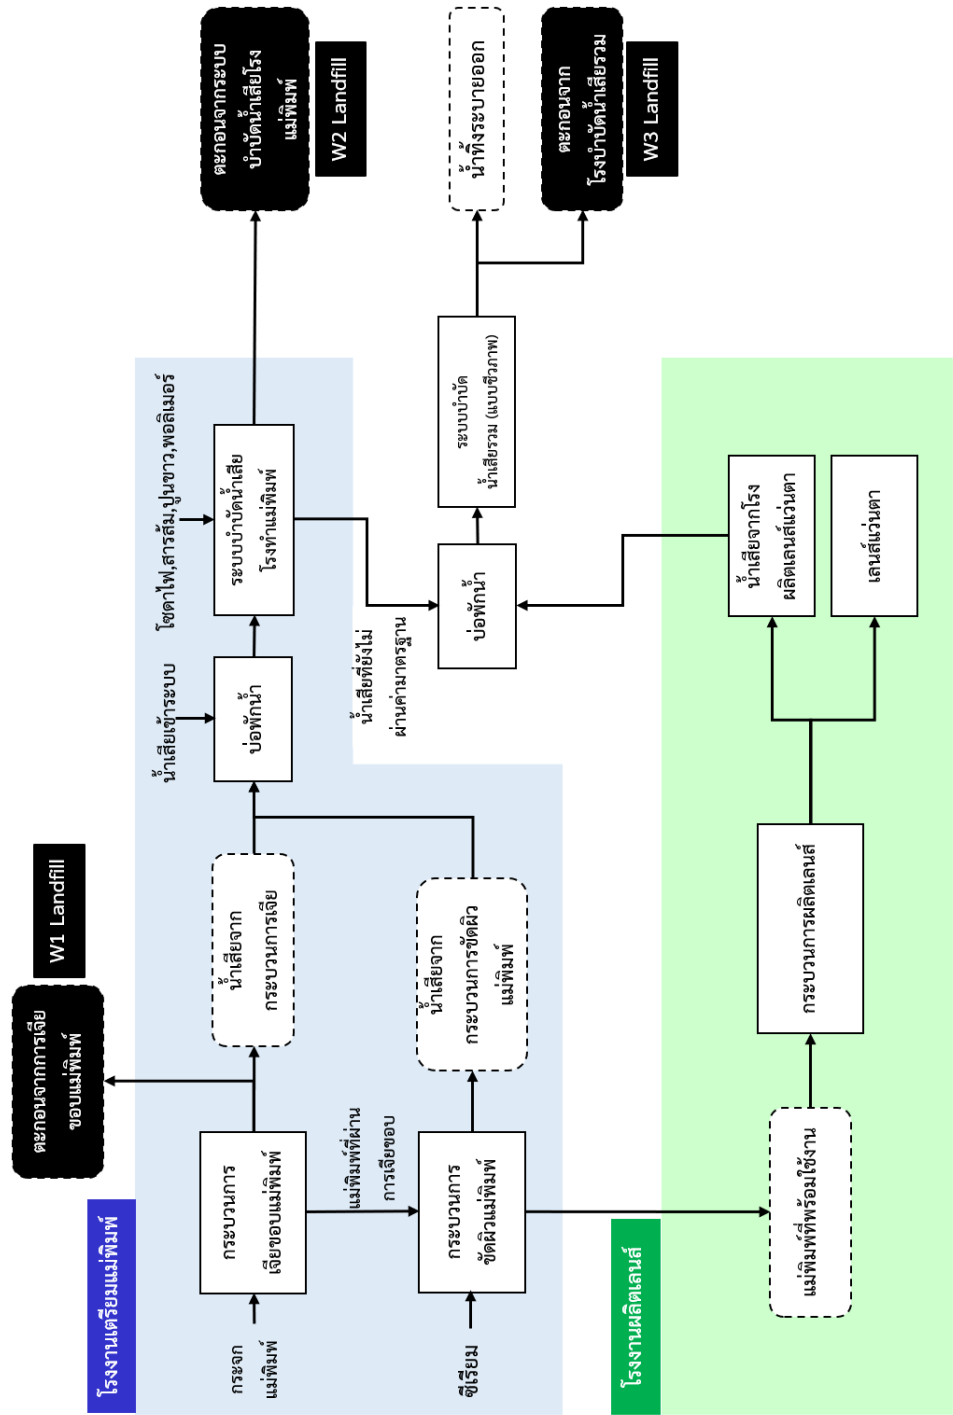 โรงงานเตรียมแม่พิมพ์
กระจก
แม่พิมพ์
กระบวนการ
เจียขอบแม่พิมพ์
ตะกอนจากการเจีย
ขอบแม่พิมพ์
W1 Landfill
น้ำเสียจาก
กระบวนการเจีย
น้ำเสียเข้าระบบ
บ่อพักน้ำ
โซดาไฟ,สารส้ม,ปูนขาว,พอลิเมอร์
ระบบบำบัดน้ำเสีย
โรงทำแม่พิมพ์
ตะกอนจากระบบ
บำบัดน้ำเสียโรง
แม่พิมพ์
W2 Landfill
แม่พิมพ์ที่ผ่าน
การเจียขอบ
ซีเรียม
กระบวนการ
ขัดผิวแม่พิมพ์
น้ำเสียจาก
กระบวนการขัดผิว
แม่พิมพ์
น้ำเสียที่ยังไม่
ผ่านค่ามาตรฐาน
บ่อพักน้ำ
ระบบบำบัด
น้ำเสียรวม (แบบชีวภาพ)
น้ำทิ้งระบายออก
ตะกอนจาก
โรงบำบัดน้ำเสียรวม
W3 Landfill
โรงงานผลิตเลนส์
แม่พิมพ์ที่พร้อมใช้งาน
กระบวนการผลิตเลนส์
น้ำเสียจากโรง
ผลิตเลนส์แว่นตา
เลนส์แว่นตา